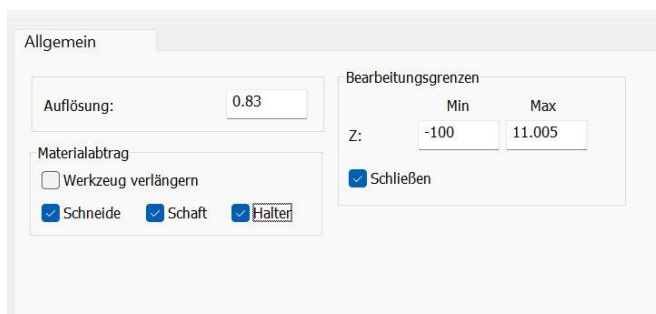 Allgemein
Auflösung: 0.83
Materialabtrag
Werkzeug verlängern
Schneide Schaft Halter
Bearbeitungsgrenzen
Min Max
Z: -100 11.005
Schließen